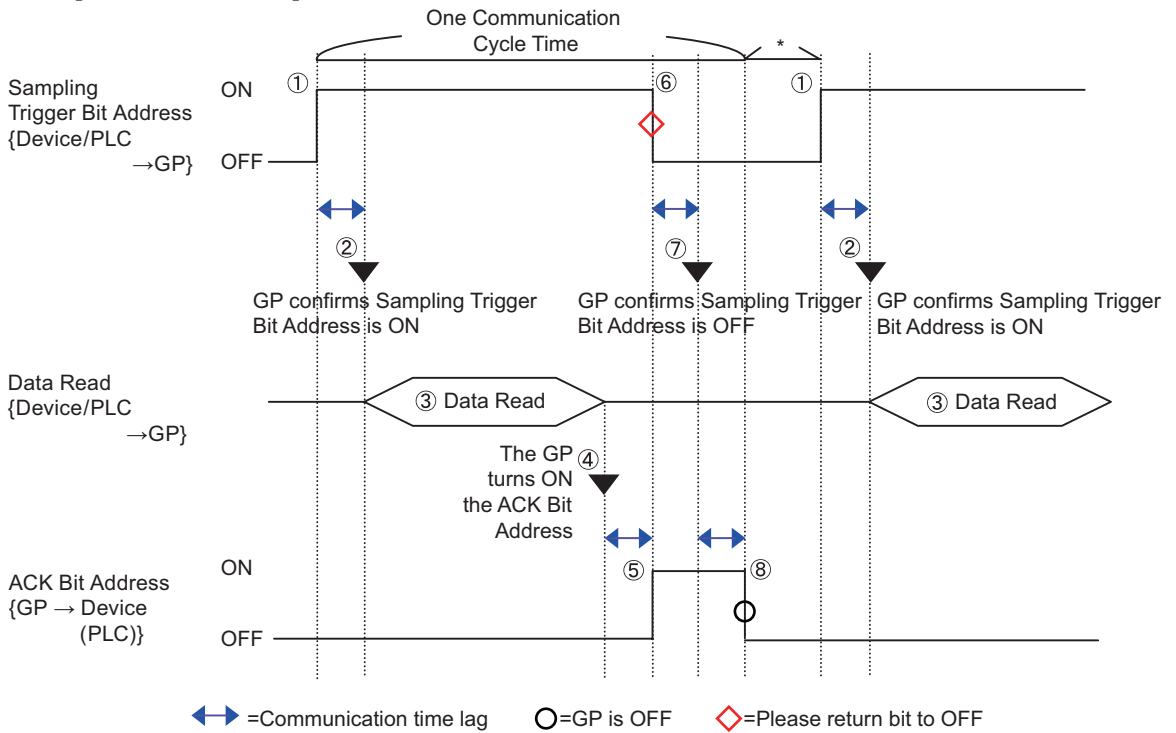 One Communication
Cycle Time
*
Sampling
Trigger Bit Address
{Device/PLC
→GP}
ON
OFF
①
⑥
①
②
⑦
②
GP confirms Sampling Trigger
Bit Address is ON
GP confirms Sampling Trigger
Bit Address is OFF
GP confirms Sampling Trigger
Bit Address is ON
Data Read
{Device/PLC
→GP}
③ Data Read
③ Data Read
The GP
turns ON
the ACK Bit
Address
④
ACK Bit Address
{GP → Device
(PLC)}
ON
OFF
⑤
⑧
=Communication time lag
=GP is OFF
=Please return bit to OFF